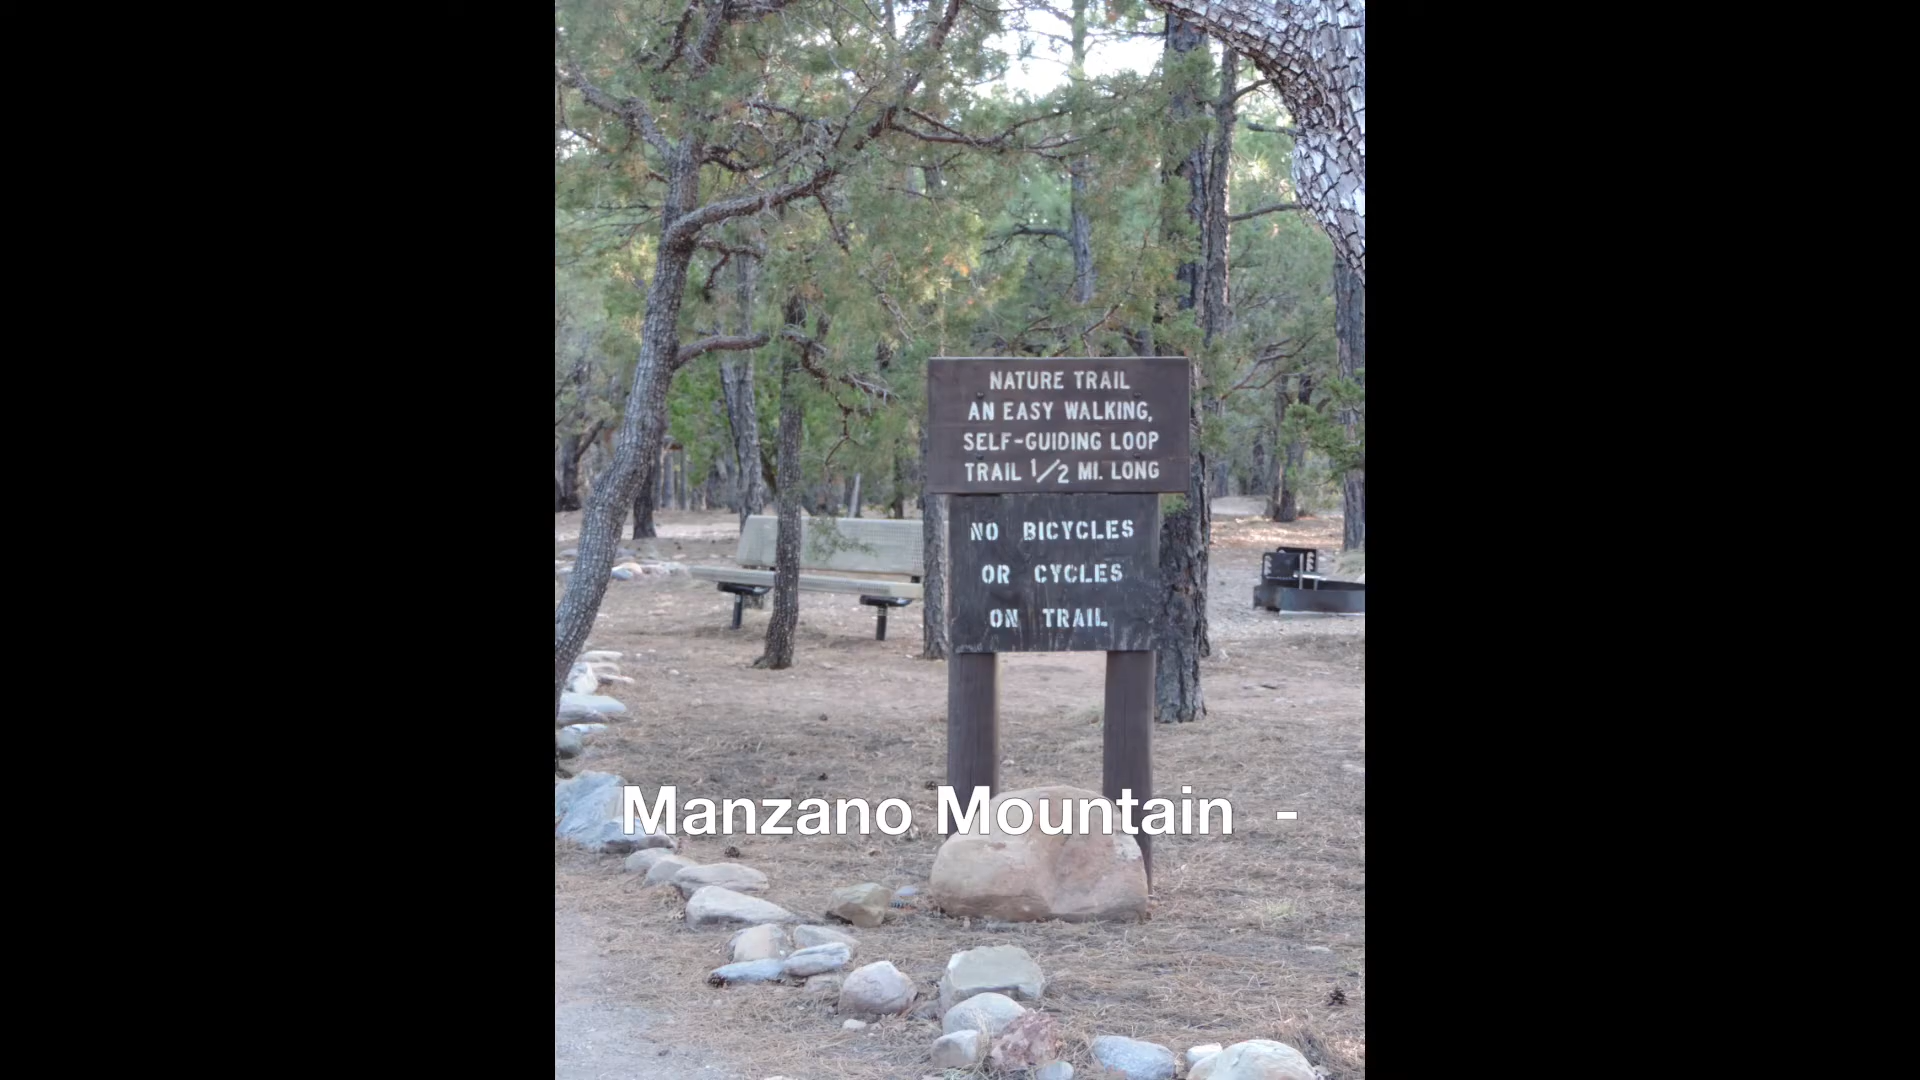 NATURE TRAIL
AN EASY WALKING,
SELF-GUIDING LOOP
TRAIL 1/2 MI. LONG
NO BICYCLES
OR CYCLES
ON TRAIL
Manzano Mountain -